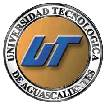 UNIVERSIDAD TECNOLOGICA
UT
DE AGUASCALIENTES